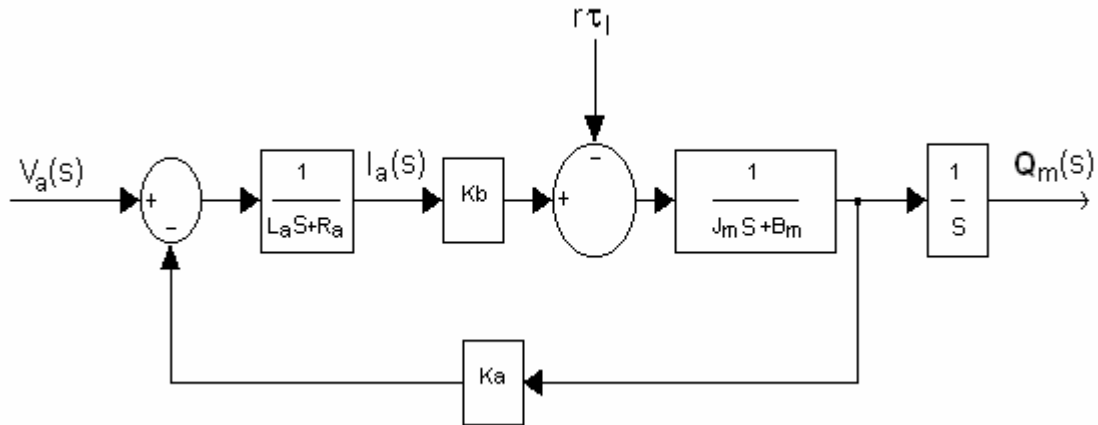 rτl
Va(s)
+
-
1
LaS+Ra
Ia(s)
Kb
+
-
1
JmS+Bm
1
S
Qm(s)
Ka